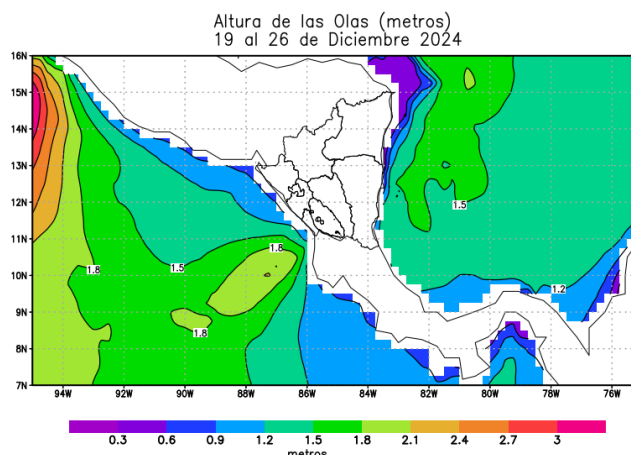 Altura de las Olas (metros)
19 al 26 de Diciembre 2024
16N
15N
14N
13N
12N
11N
10N
9N
8N
7N
1.5
1.8
1.5
1.8
1.8
1.2
94W 92W 90W 88W 86W 84W 82W 80W 78W 76W
0.3 0.6 0.9 1.2 1.5 1.8 2.1 2.4 2.7 3
metros